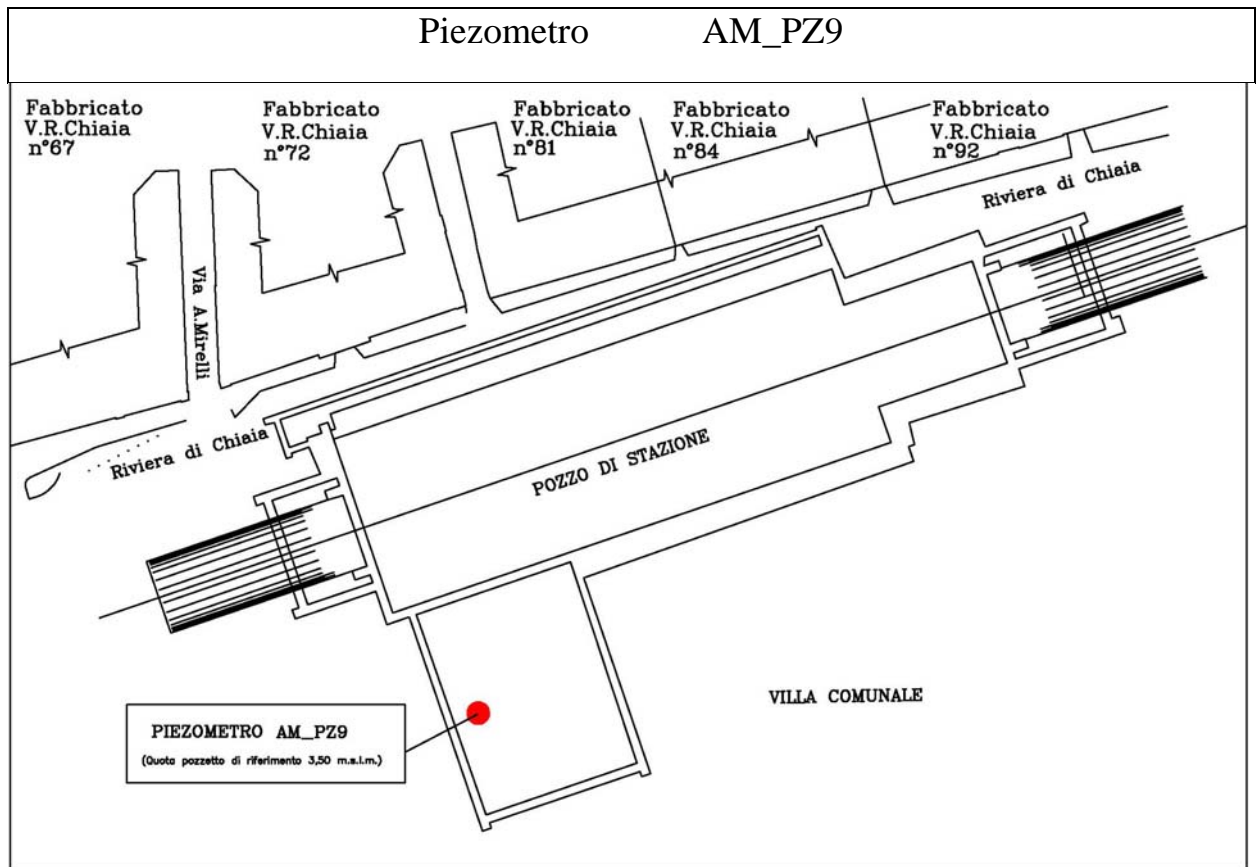 Piezometro AM_PZ9
Fabbricato
V.R.Chiaia
n°67
Fabbricato
V.R.Chiaia
n°72
Fabbricato
V.R.Chiaia
n°81
Fabbricato
V.R.Chiaia
n°84
Fabbricato
V.R.Chiaia
n°92
Riviera di Chiaia
Via A.Mirelli
Riviera di Chiaia
POZZO DI STAZIONE
VILLA COMUNALE
PIEZOMETRO AM_PZ9
(Quota pozzetto di riferimento 3,50 m.s.l.m.)